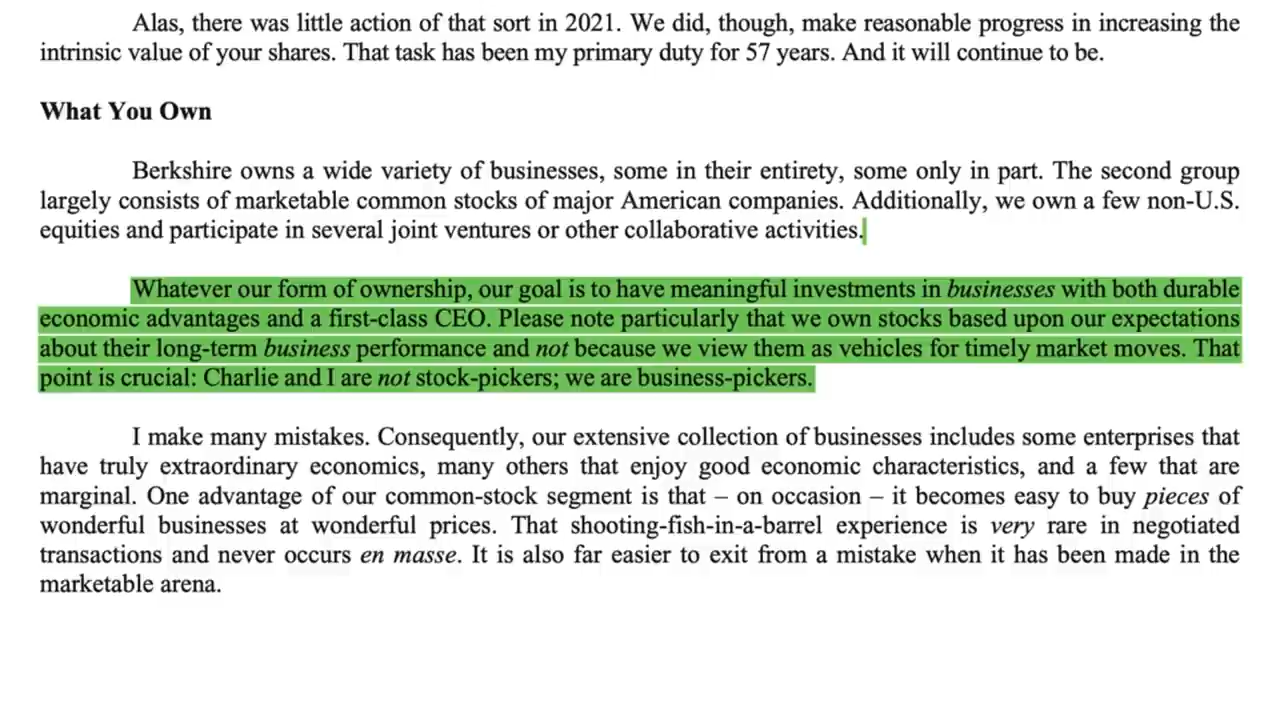 Alas, there was little action of that sort in 2021. We did, though, make reasonable progress in increasing the
intrinsic value of your shares. That task has been my primary duty for 57 years. And it will continue to be.
What You Own
Berkshire owns a wide variety of businesses, some in their entirety, some only in part. The second group
largely consists of marketable common stocks of major American companies. Additionally, we own a few non-U.S.
equities and participate in several joint ventures or other collaborative activities.
Whatever our form of ownership, our goal is to have meaningful investments in businesses with both durable
economic advantages and a first-class CEO. Please note particularly that we own stocks based upon our expectations
about their long-term business performance and not because we view them as vehicles for timely market moves. That
point is crucial: Charlie and I are not stock-pickers; we are business-pickers.
I make many mistakes. Consequently, our extensive collection of businesses includes some enterprises that
have truly extraordinary economics, many others that enjoy good economic characteristics, and a few that are
marginal. One advantage of our common-stock segment is that – on occasion – it becomes easy to buy pieces of
wonderful businesses at wonderful prices. That shooting-fish-in-a-barrel experience is very rare in negotiated
transactions and never occurs en masse. It is also far easier to exit from a mistake when it has been made in the
marketable arena.